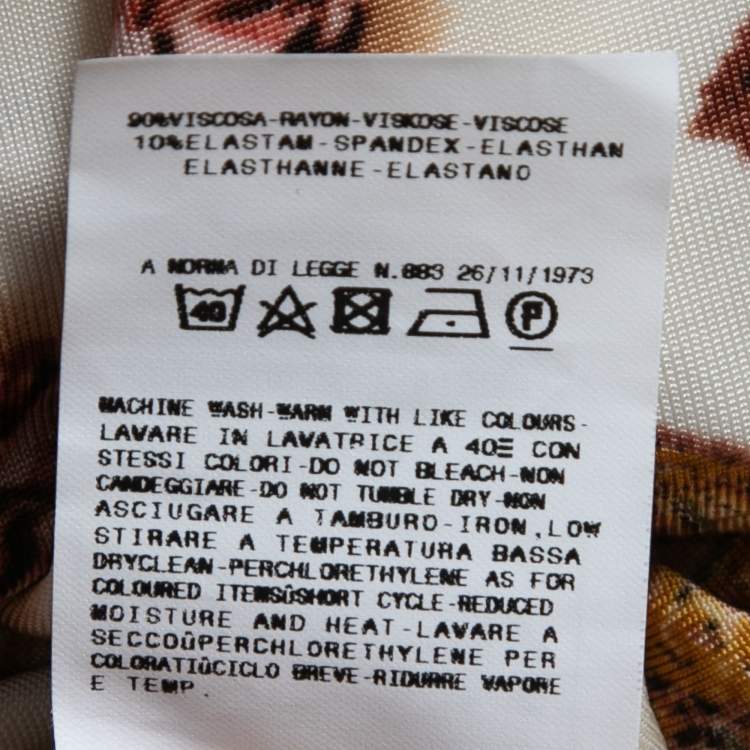 90%VISCOSA-RAYON-VISKOSE-VISCOSE
10%ELASTAM-SPANDEX-ELASTHAN
ELASTHANNE-ELASTANO
A NORMA DI LEGGE N.883 26/11/1973
40 P
MACHINE WASH-WARM WITH LIKE COLOURS-
LAVARE IN LAVATRICE A 40Ξ CON
STESSI COLORI-DO NOT BLEACH-NON
CANDEGGIARE-DO NOT TUMBLE DRY-NON
ASCIUGARE A TAMBURO-IRON,LOW
STIRARE A TEMPERATURA BASSA
DRYCLEAN-PERCHLORETHYLENE AS FOR
COLOURED ITEMSûSHORT CYCLE-REDUCED
MOISTURE AND HEAT-LAVARE A
SECCOûPERCHLORETHYLENE PER
COLORATIûCICLO BREVE-RIDURRE VAPORE
E TEMP.